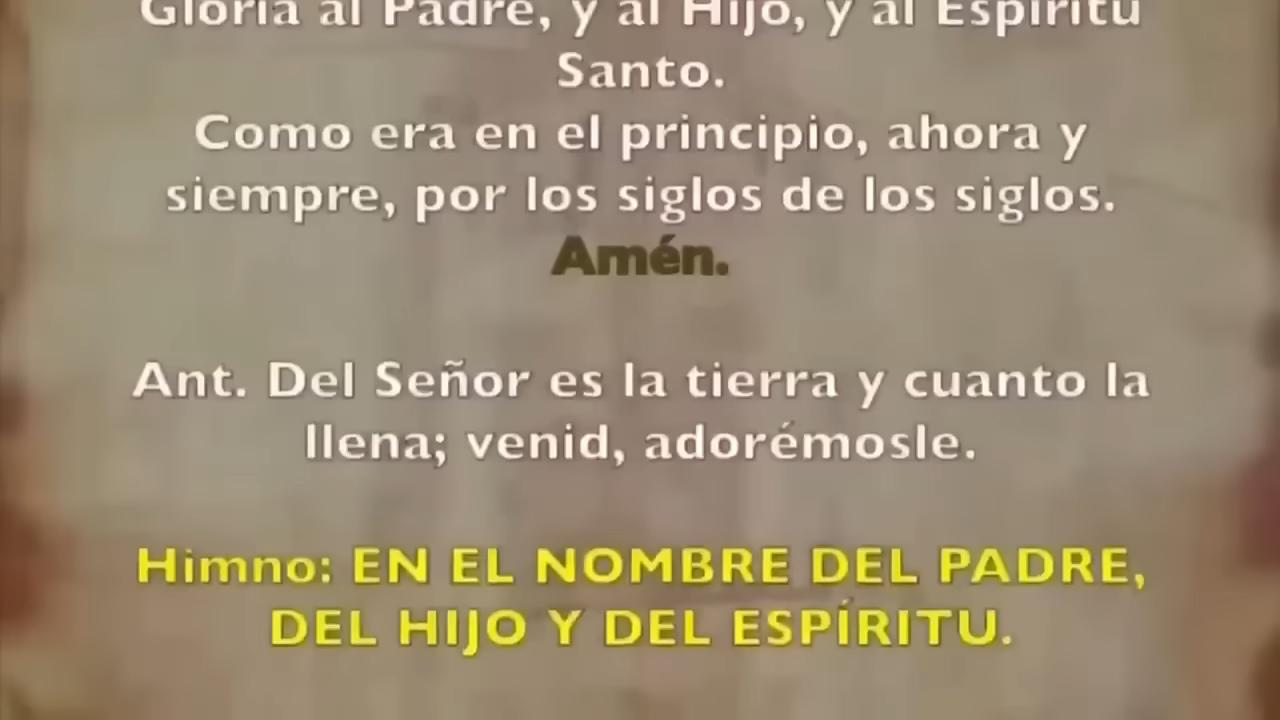 Gloria al Padre, y al Hijo, y al Espíritu
Santo.
Como era en el principio, ahora y
siempre, por los siglos de los siglos.
Amén.
Ant. Del Señor es la tierra y cuanto la
llena; venid, adorémosle.
Himno: EN EL NOMBRE DEL PADRE,
DEL HIJO Y DEL ESPÍRITU.